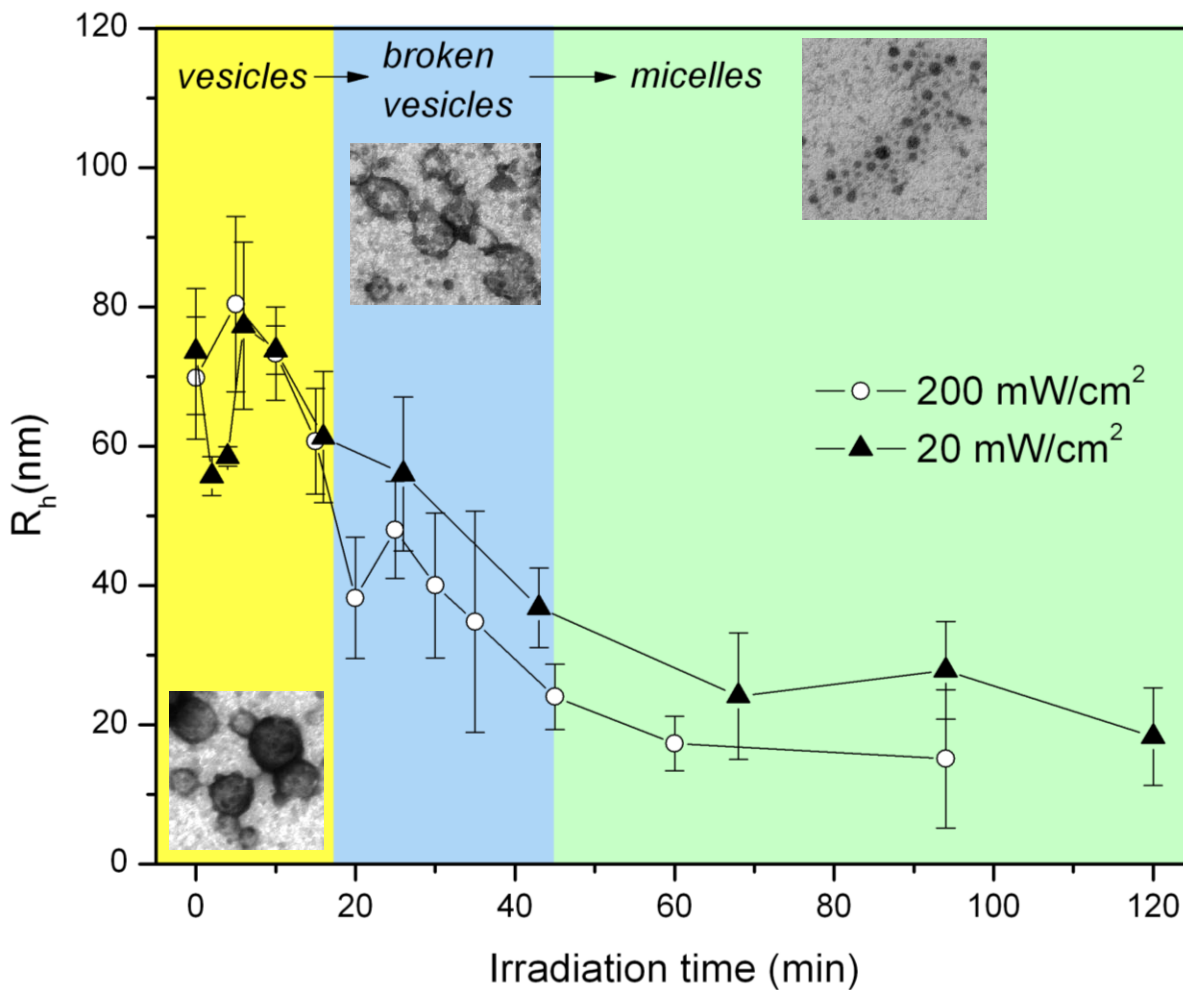 vesicles
broken
vesicles
micelles
120
100
80
60
40
20
0
R_h(nm)
200 mW/cm²
20 mW/cm²
0 20 40 60 80 100 120
Irradiation time (min)